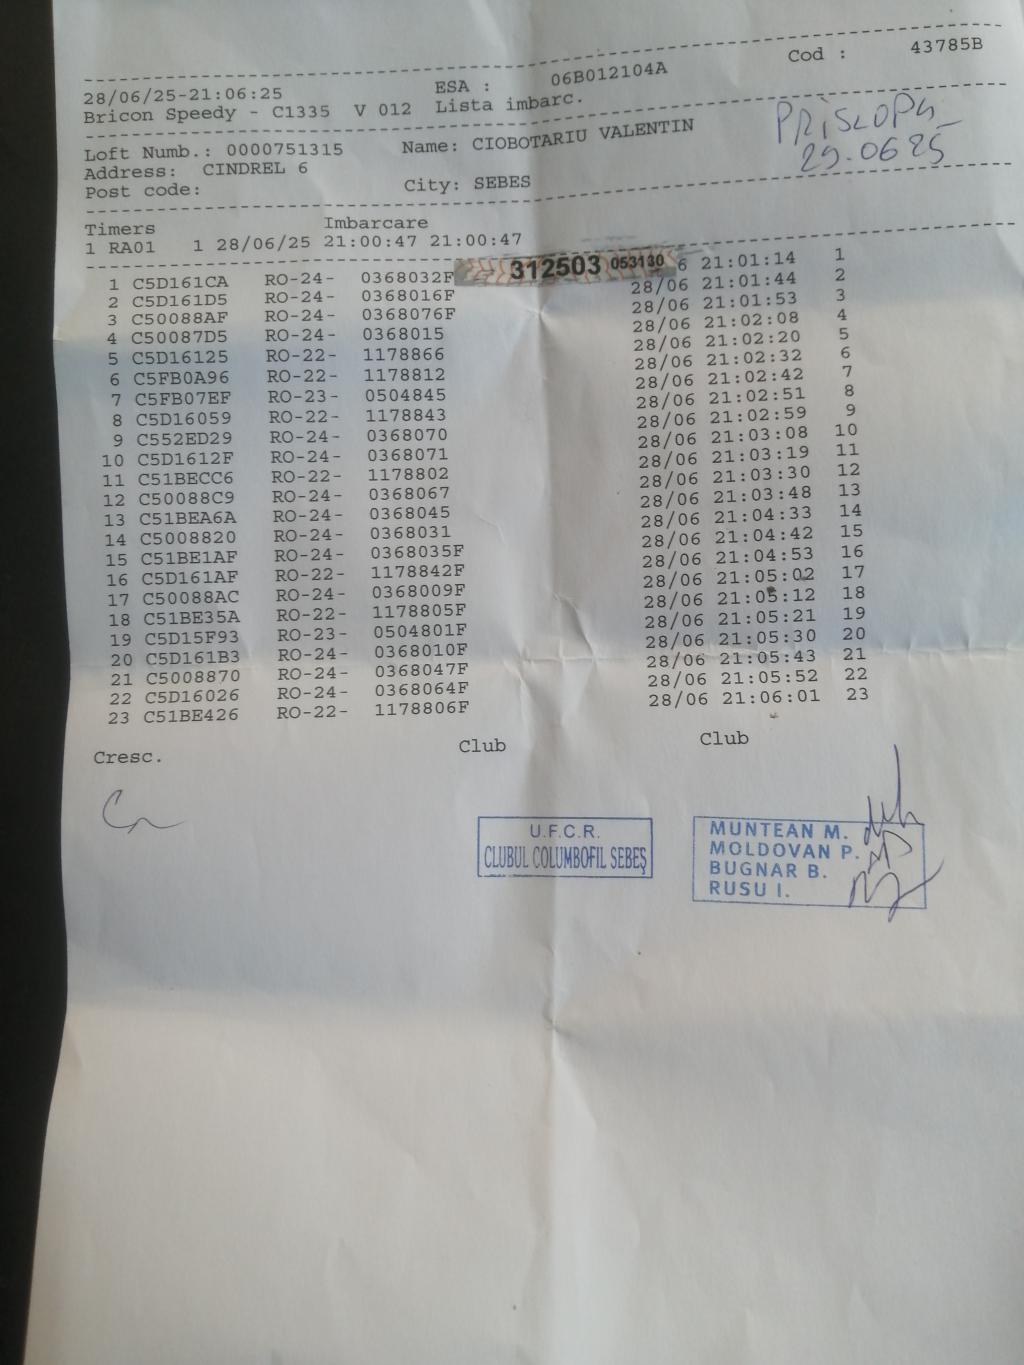 28/06/25-21:06:25 ESA : 06B012104A Cod : 43785B
Bricon Speedy - C1335 V 012 Lista imbarc.
PRISLOP
29.06 25
Loft Numb.: 0000751315 Name: CIOBOTARIU VALENTIN
Address: CINDREL 6
Post code: City: SEBES
Timers Imbarcare
1 RA01 1 28/06/25 21:00:47 21:00:47
312503 053130
1 C5D161CA RO-24- 0368032F 6 21:01:14 1
2 C5D161D5 RO-24- 0368016F 28/06 21:01:44 2
3 C50088AF RO-24- 0368076F 28/06 21:01:53 3
4 C50087D5 RO-24- 0368015 28/06 21:02:08 4
5 C5D16125 RO-22- 1178866 28/06 21:02:20 5
6 C5FB0A96 RO-22- 1178812 28/06 21:02:32 6
7 C5FB07EF RO-23- 0504845 28/06 21:02:42 7
8 C5D16059 RO-22- 1178843 28/06 21:02:51 8
9 C552ED29 RO-24- 0368070 28/06 21:02:59 9
10 C5D1612F RO-24- 0368071 28/06 21:03:08 10
11 C51BECC6 RO-22- 1178802 28/06 21:03:19 11
12 C50088C9 RO-24- 0368067 28/06 21:03:30 12
13 C51BEA6A RO-24- 0368045 28/06 21:03:48 13
14 C5008820 RO-24- 0368031 28/06 21:04:33 14
15 C51BE1AF RO-24- 0368035F 28/06 21:04:42 15
16 C5D161AF RO-22- 1178842F 28/06 21:04:53 16
17 C50088AC RO-24- 0368009F 28/06 21:05:02 17
18 C51BE35A RO-22- 1178805F 28/06 21:05:12 18
19 C5D15F93 RO-23- 0504801F 28/06 21:05:21 19
20 C5D161B3 RO-24- 0368010F 28/06 21:05:30 20
21 C5008870 RO-24- 0368047F 28/06 21:05:43 21
22 C5D16026 RO-24- 0368064F 28/06 21:05:52 22
23 C51BE426 RO-22- 1178806F 28/06 21:06:01 23
Cresc. Club Club
U.F.C.R.
CLUBUL COLUMBOFIL SEBEȘ
MUNTEAN M.
MOLDOVAN P.
BUGNAR B.
RUSU I.